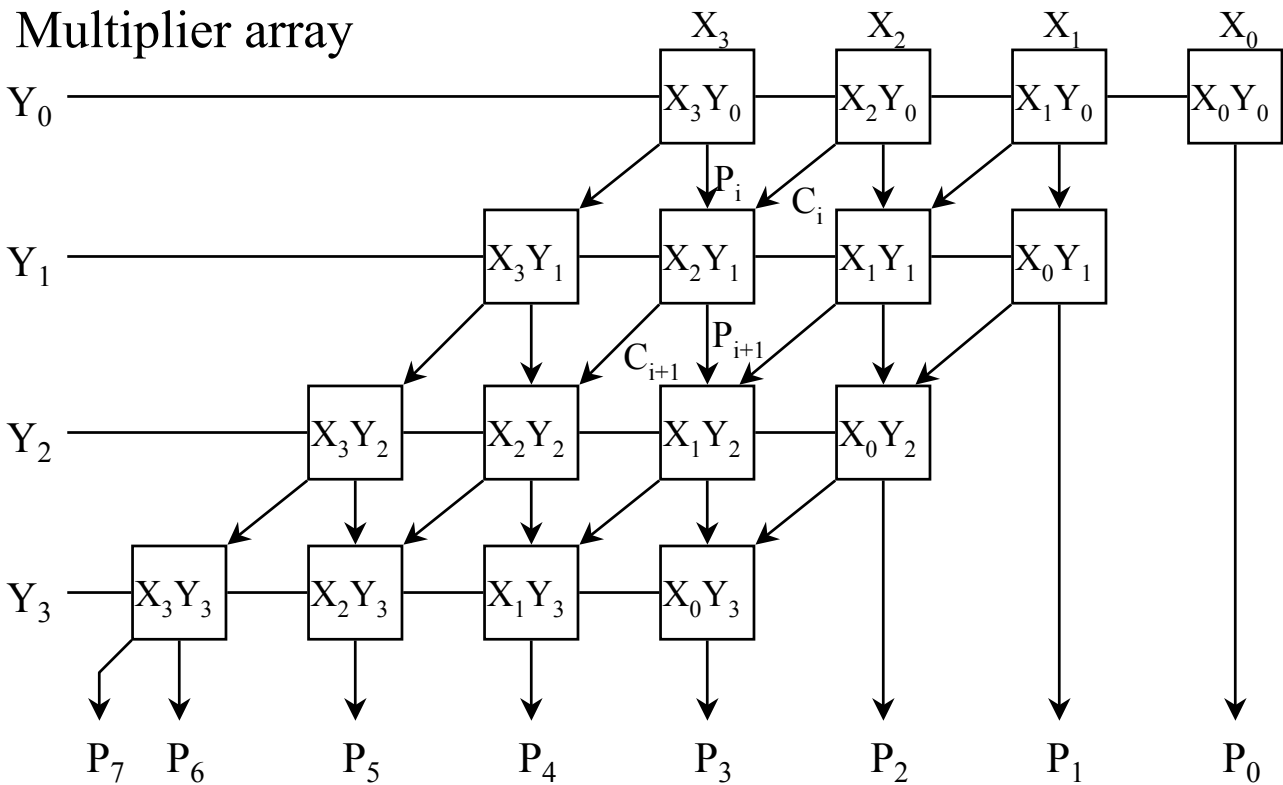 Multiplier array
X₃ X₂ X₁ X₀
Y₀ X₃Y₀ X₂Y₀ X₁Y₀ X₀Y₀
Pᵢ
Cᵢ
Y₁ X₃Y₁ X₂Y₁ X₁Y₁ X₀Y₁
Pᵢ₊₁
Cᵢ₊₁
Y₂ X₃Y₂ X₂Y₂ X₁Y₂ X₀Y₂
Y₃ X₃Y₃ X₂Y₃ X₁Y₃ X₀Y₃
P₇ P₆ P₅ P₄ P₃ P₂ P₁ P₀